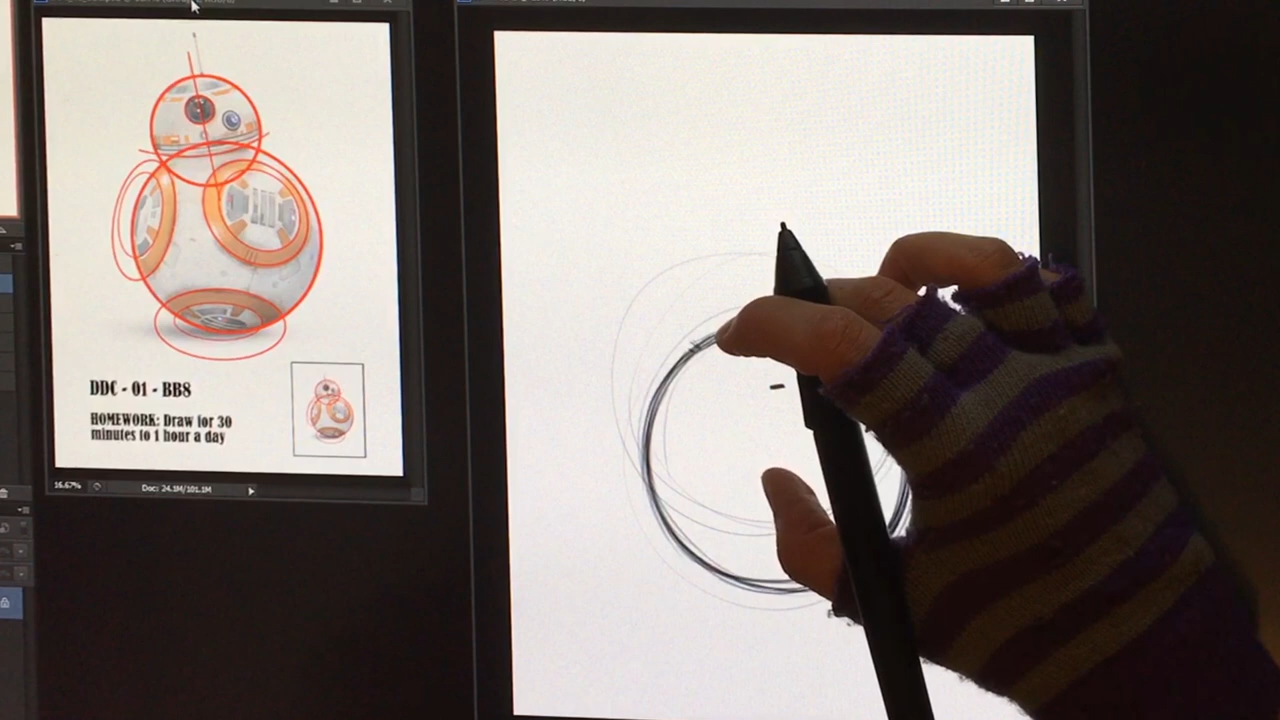 DDC - 01 - BB8
HOMEWORK: Draw for 30
minutes to 1 hour a day
16.67%
Doc: 24.1M/101.1M